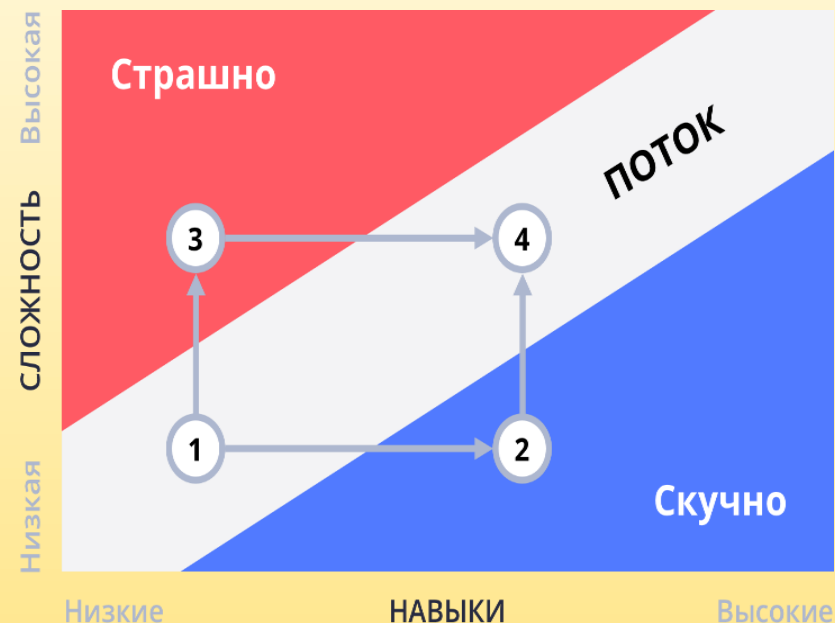 Высокая
СЛОЖНОСТЬ
Низкая
Страшно
ПОТОК
3
4
1
2
Скучно
Низкие
НАВЫКИ
Высокие